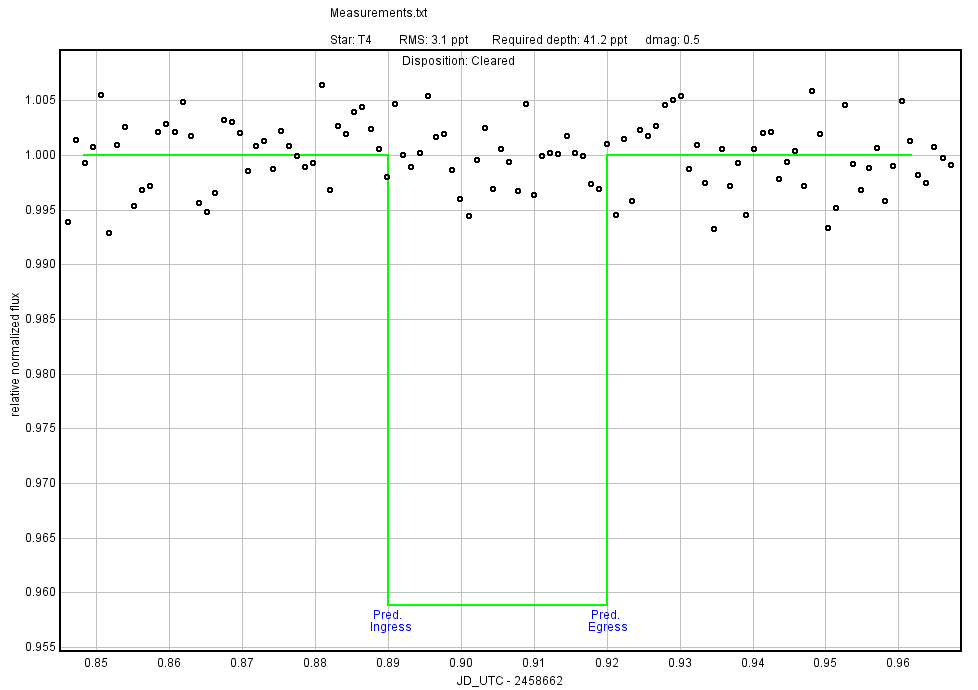 Measurements.txt
Star: T4 RMS: 3.1 ppt Required depth: 41.2 ppt dmag: 0.5
Disposition: Cleared
relative normalized flux
1.005
1.000
0.995
0.990
0.985
0.980
0.975
0.970
0.965
0.960
0.955
Pred.
Ingress
Pred.
Egress
0.85 0.86 0.87 0.88 0.89 0.90 0.91 0.92 0.93 0.94 0.95 0.96
JD_UTC - 2458662